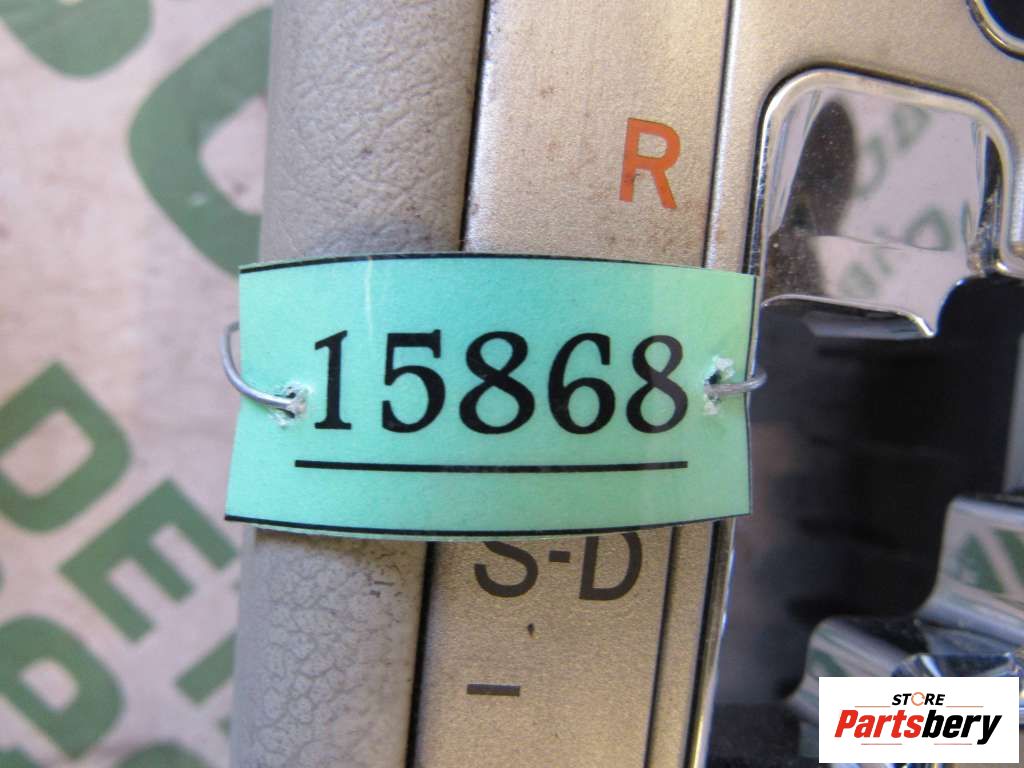 R
15868
S-D
–
STORE
Partsbery